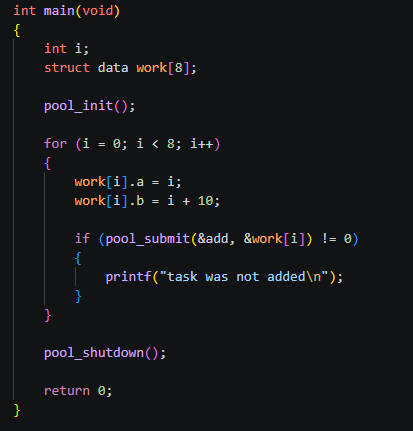 int main(void)
{
    int i;
    struct data work[8];

    pool_init();

    for (i = 0; i < 8; i++)
    {
        work[i].a = i;
        work[i].b = i + 10;

        if (pool_submit(&add, &work[i]) != 0)
        {
            printf("task was not added\n");
        }
    }

    pool_shutdown();

    return 0;
}